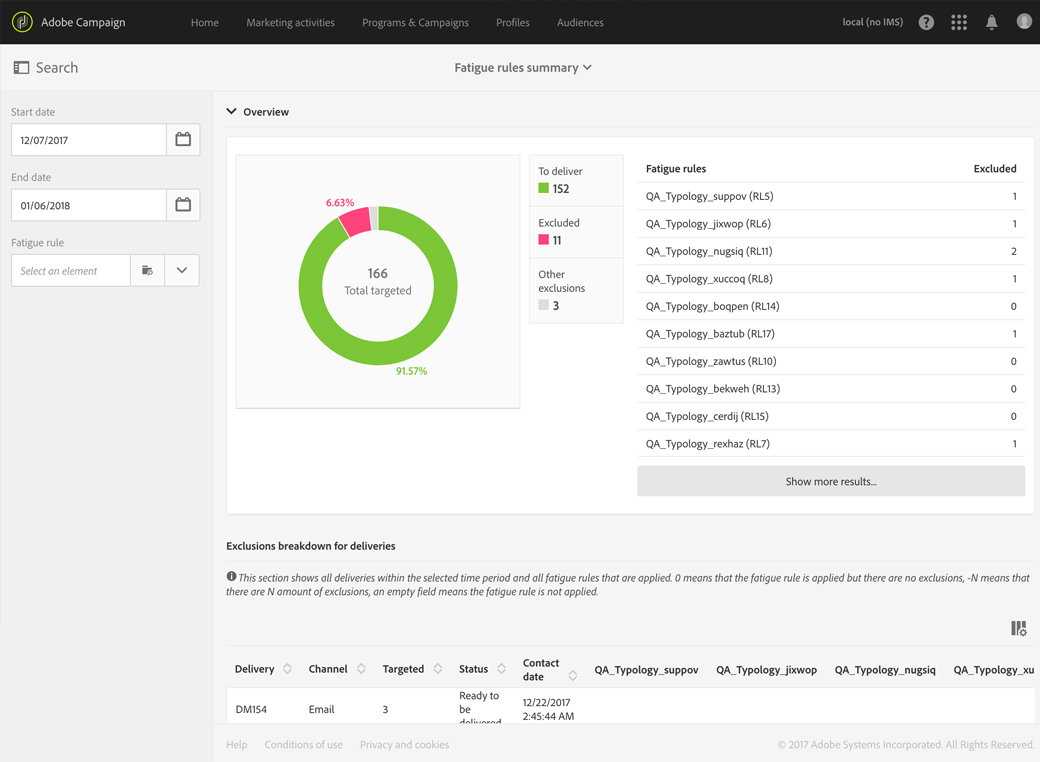 Adobe Campaign
Home
Marketing activities
Programs & Campaigns
Profiles
Audiences
local (no IMS)
Search
Fatigue rules summary
Start date
12/07/2017
End date
01/06/2018
Fatigue rule
Select an element
Overview
6.63%
166
Total targeted
91.57%
To deliver
152
Excluded
11
Other
exclusions
3
Fatigue rules Excluded
QA_Typology_suppov (RL5) 1
QA_Typology_jixwop (RL6) 1
QA_Typology_nugsiq (RL11) 2
QA_Typology_xuccoq (RL8) 1
QA_Typology_boqpen (RL14) 0
QA_Typology_baztub (RL17) 1
QA_Typology_zawtus (RL10) 0
QA_Typology_bekweh (RL13) 0
QA_Typology_cerdij (RL15) 0
QA_Typology_rexhaz (RL7) 1
Show more results...
Exclusions breakdown for deliveries
This section shows all deliveries within the selected time period and all fatigue rules that are applied. 0 means that the fatigue rule is applied but there are no exclusions, -N means that
there are N amount of exclusions, an empty field means the fatigue rule is not applied.
Delivery Channel Targeted Status Contact date QA_Typology_suppov QA_Typology_jixwop QA_Typology_nugsiq QA_Typology_xu
DM154 Email 3 Ready to be delivered 12/22/2017 2:45:44 AM
Help Conditions of use Privacy and cookies © 2017 Adobe Systems Incorporated. All Rights Reserved.